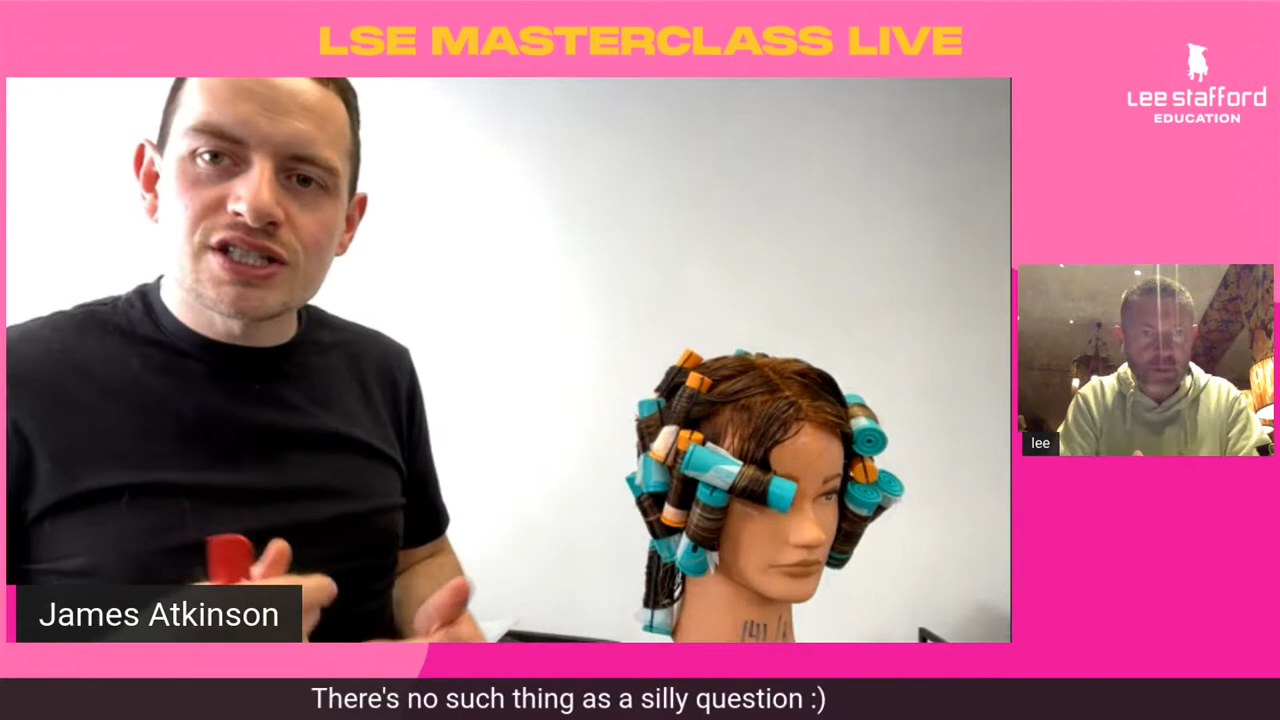 LSE MASTERCLASS LIVE
Lee stafford
EDUCATION
lee
James Atkinson
There's no such thing as a silly question :)